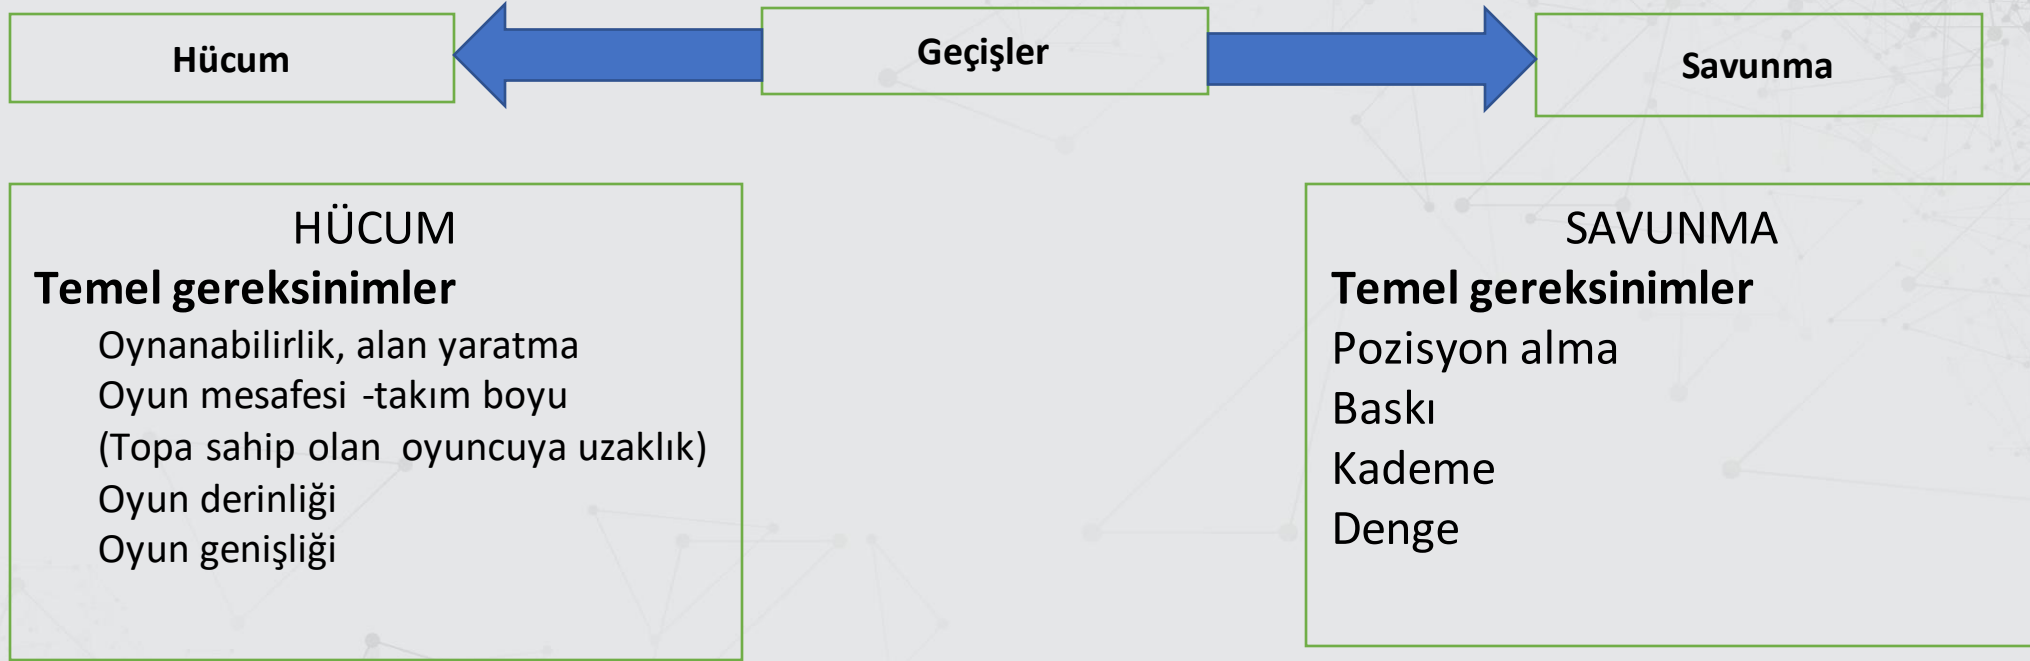 Hücum
Geçişler
Savunma
HÜCUM
Temel gereksinimler
Oynanabilirlik, alan yaratma
Oyun mesafesi -takım boyu
(Topa sahip olan oyuncuya uzaklık)
Oyun derinliği
Oyun genişliği
SAVUNMA
Temel gereksinimler
Pozisyon alma
Baskı
Kademe
Denge